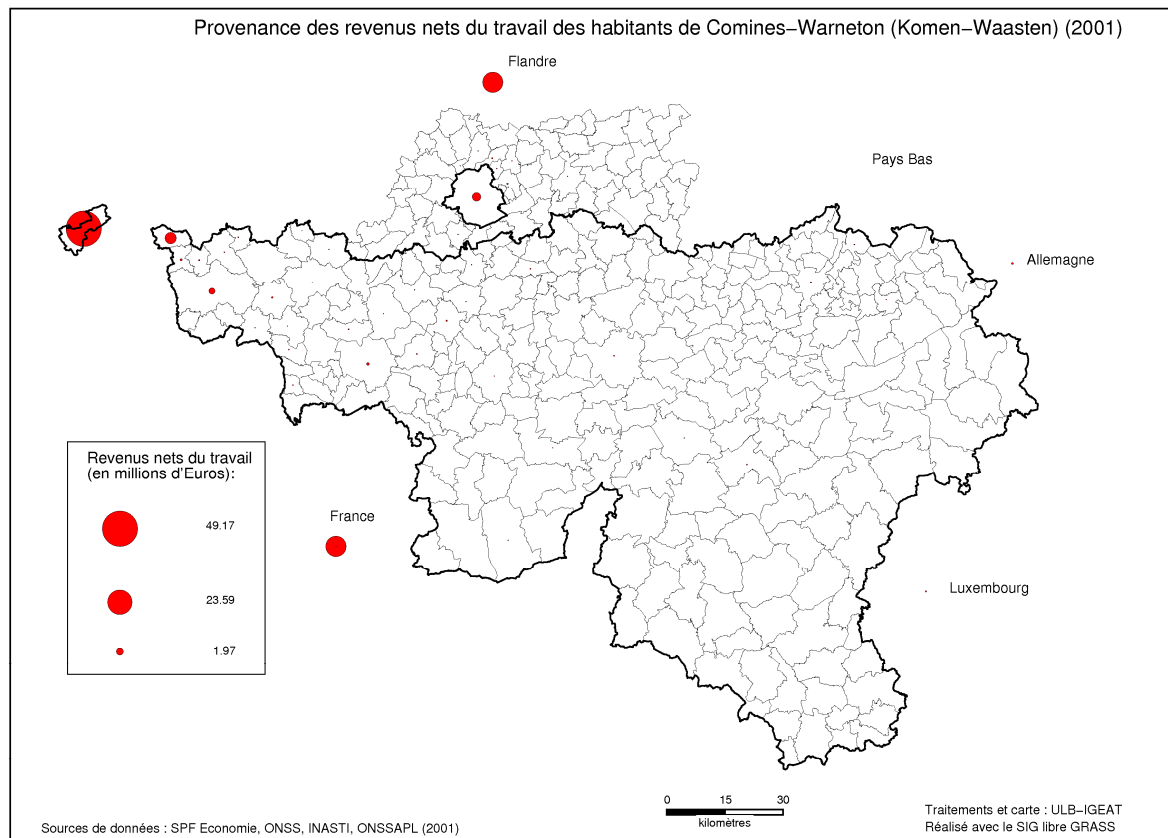 Provenance des revenus nets du travail des habitants de Comines−Warneton (Komen−Waasten) (2001)
Flandre
Pays Bas
Allemagne
Revenus nets du travail
(en millions d'Euros):
49.17
23.59
1.97
France
Luxembourg
0 15 30
kilomètres
Sources de données : SPF Economie, ONSS, INASTI, ONSSAPL (2001)
Traitements et carte : ULB−IGEAT
Réalisé avec le SIG libre GRASS